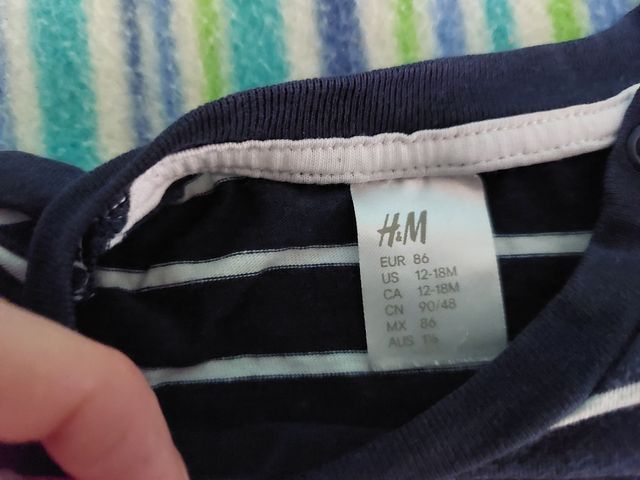 H&M
EUR 86
US 12-18M
CA 12-18M
CN 90/48
MX 86
AUS 1½